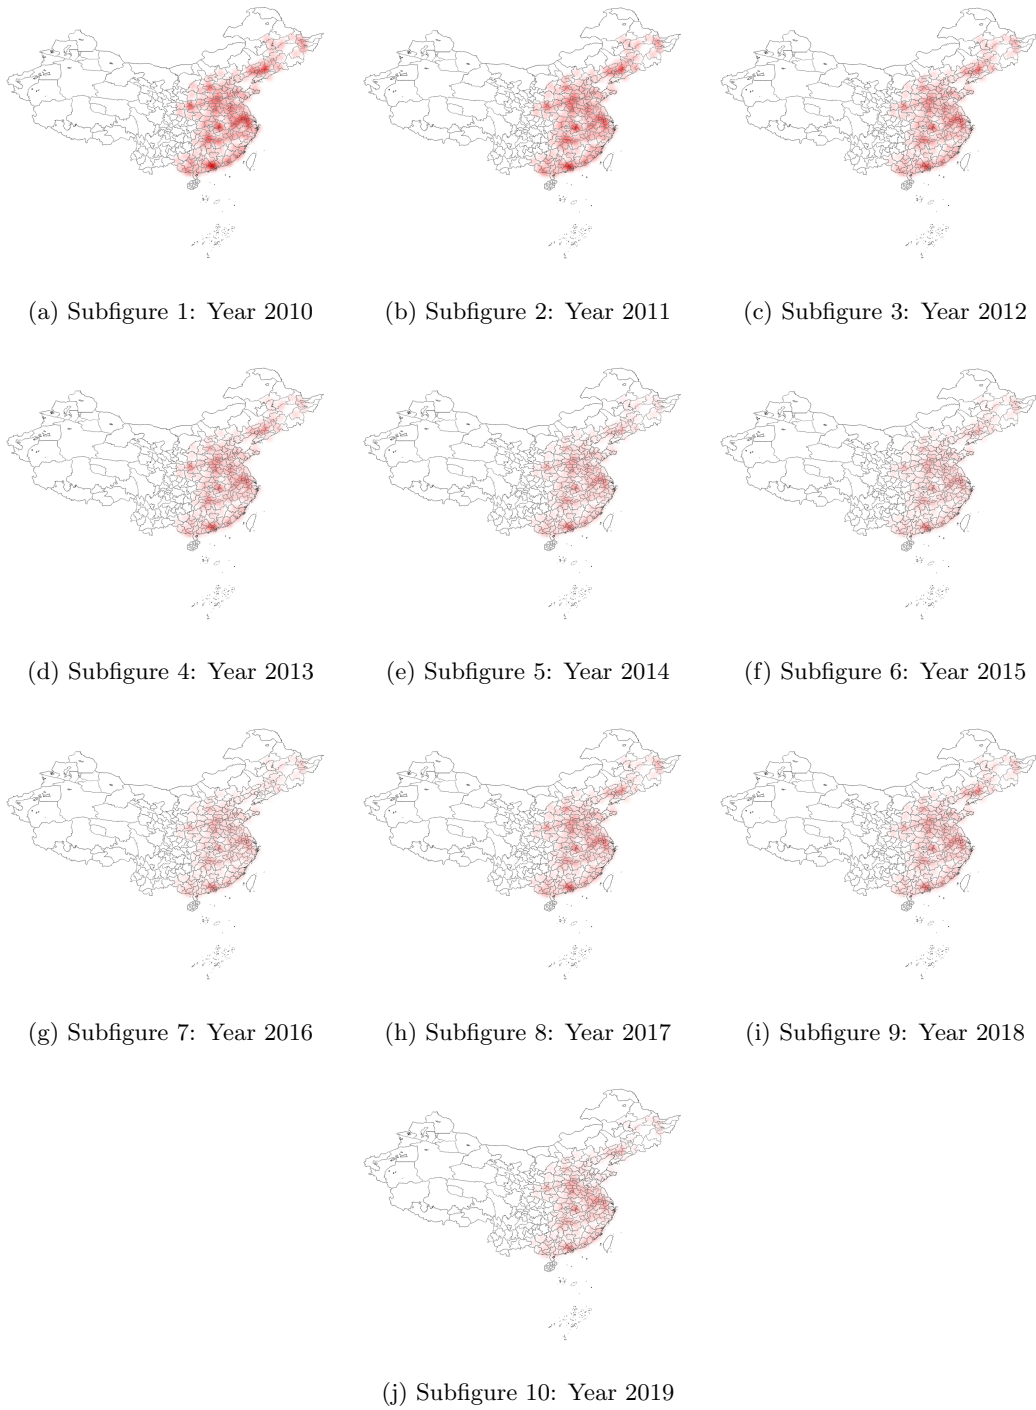 (a) Subfigure 1: Year 2010
(b) Subfigure 2: Year 2011
(c) Subfigure 3: Year 2012
(d) Subfigure 4: Year 2013
(e) Subfigure 5: Year 2014
(f) Subfigure 6: Year 2015
(g) Subfigure 7: Year 2016
(h) Subfigure 8: Year 2017
(i) Subfigure 9: Year 2018
(j) Subfigure 10: Year 2019